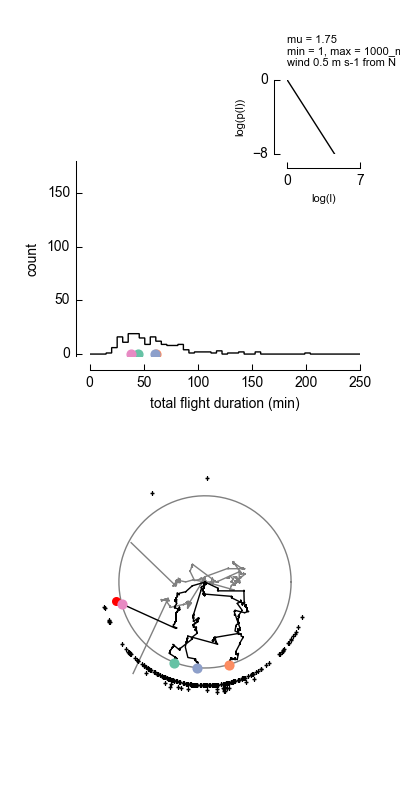 mu = 1.75
min = 1, max = 1000_m
wind 0.5 m s-1 from N
0
log(p(l))
−8
0
7
log(l)
150
count
100
50
0
0
50
100
150
200
250
total flight duration (min)